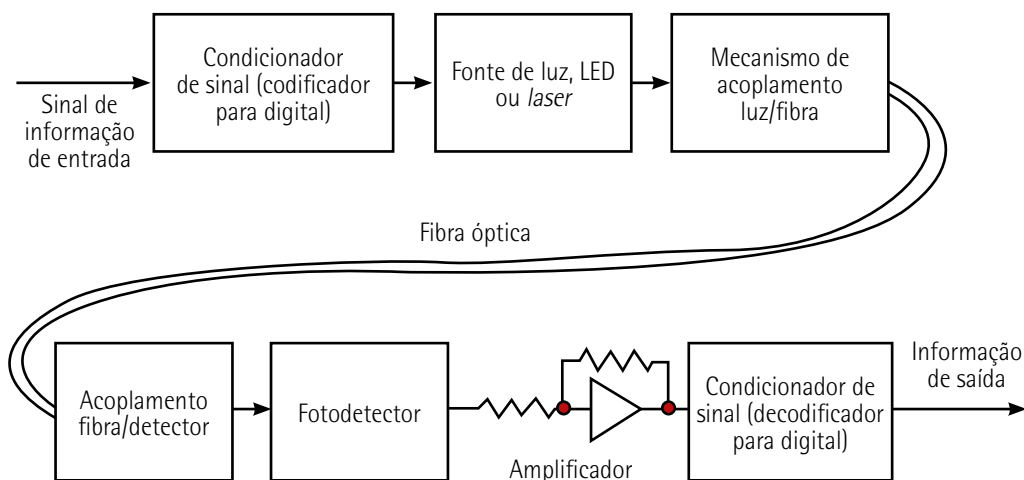 Sinal de
informação
de entrada
Condicionador
de sinal (codificador
para digital)
Fonte de luz, LED
ou laser
Mecanismo de
acoplamento
luz/fibra
Fibra óptica
Acoplamento
fibra/detector
Fotodetector
Amplificador
Condicionador de
sinal (decodificador
para digital)
Informação
de saída